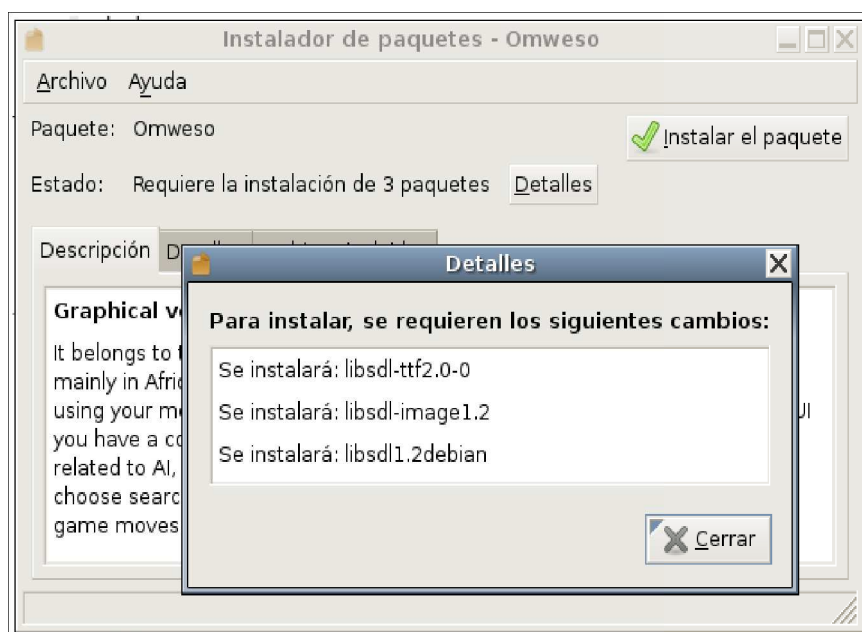 Instalador de paquetes - Omweso
Archivo Ayuda
Paquete: Omweso
Instalar el paquete
Estado: Requiere la instalación de 3 paquetes Detalles
Descripción
Graphical
It belongs to
mainly in
using your
you have a
related to AI,
choose
game moves
Detalles
Para instalar, se requieren los siguientes cambios:
Se instalará: libsdl-ttf2.0-0
Se instalará: libsdl-image1.2
Se instalará: libsdl1.2debian
Cerrar